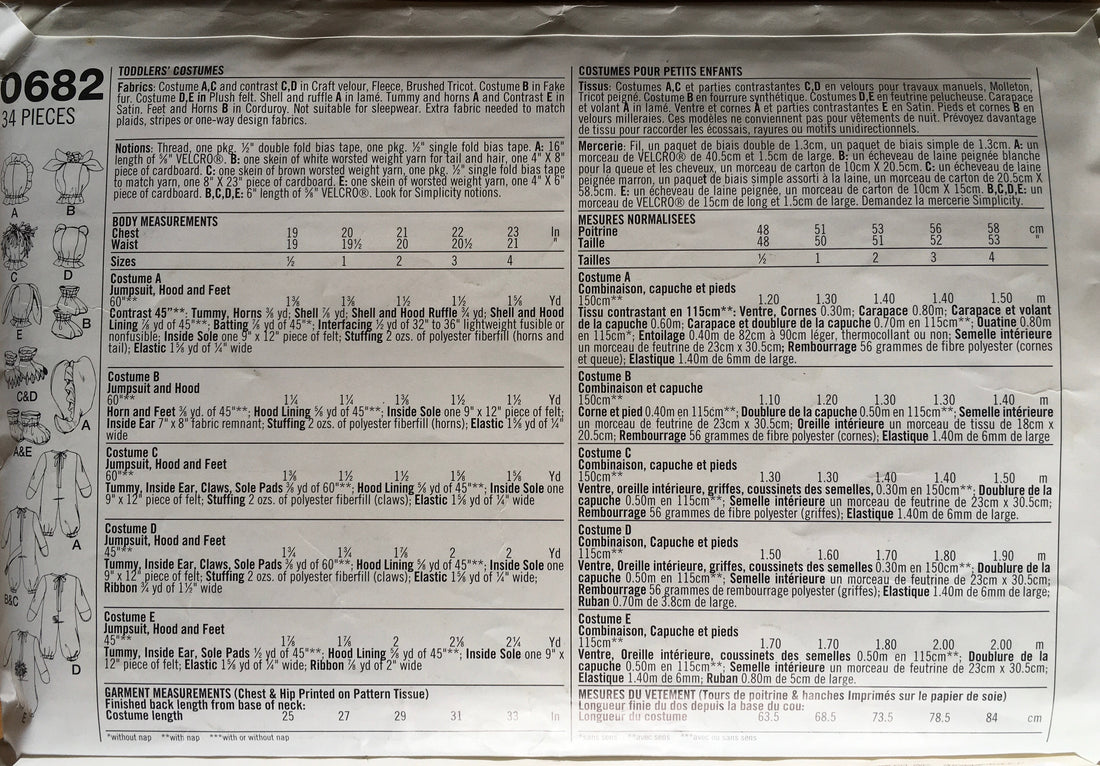 0682
34 PIECES
A
B
C
D
E
B
C&D
A
A&E
A
B&C
D
E
TODDLERS' COSTUMES
Fabrics: Costume A,C and contrast C,D in Craft velour, Fleece, Brushed Tricot. Costume B in Fake
fur. Costume D,E in Plush felt. Shell and ruffle A in lamé. Tummy and horns A and Contrast E in
Satin. Feet and Horns B in Corduroy. Not suitable for sleepwear. Extra fabric needed to match
plaids, stripes or one-way design fabrics.
Notions: Thread, one pkg. ½" double fold bias tape, one pkg. ½" single fold bias tape. A: 16"
length of ⅝" VELCRO®. B: one skein of white worsted weight yarn for tail and hair, one 4" X 8"
piece of cardboard. C: one skein of brown worsted weight yarn, one pkg. ½" single fold bias tape
to match yarn, one 8" X 23" piece of cardboard. E: one skein of worsted weight yarn, one 4" X 6"
piece of cardboard. B,C,D,E: 6" length of ⅝" VELCRO®. Look for Simplicity notions.
BODY MEASUREMENTS
Chest 19 20 21 22 23 In
Waist 19 19½ 20 20½ 21 "
Sizes ½ 1 2 3 4
Costume A
Jumpsuit, Hood and Feet
60"** 1⅜ 1⅜ 1½ 1½ 1⅝ Yd
Contrast 45"**: Tummy, Horns ⅜ yd; Shell ⅞ yd; Shell and Hood Ruffle ¾ yd; Shell and Hood
Lining ⅞ yd of 45"**; Batting ⅞ yd of 45"*; Interfacing ½ yd of 32" to 36" lightweight fusible or
nonfusible; Inside Sole one 9" x 12" piece of felt; Stuffing 2 ozs. of polyester fiberfill (horns and
tail); Elastic 1⅝ yd of ¼" wide
Costume B
Jumpsuit and Hood
60"** 1¼ 1¼ 1⅜ 1½ 1½ Yd
Horn and Feet ⅜ yd. of 45"**; Hood Lining ⅝ yd of 45"**; Inside Sole one 9" x 12" piece of felt;
Inside Ear 7" x 8" fabric remnant; Stuffing 2 ozs. of polyester fiberfill (horns); Elastic 1⅝ yd of ¼"
wide
Costume C
Jumpsuit, Hood and Feet
60"** 1⅜ 1½ 1½ 1⅝ 1⅝ Yd
Tummy, Inside Ear, Claws, Sole Pads ⅜ yd of 60"**; Hood Lining ⅝ yd of 45"**; Inside Sole one
9" x 12" piece of felt; Stuffing 2 ozs. of polyester fiberfill (claws); Elastic 1⅝ yd of ¼" wide
Costume D
Jumpsuit, Hood and Feet
45"** 1¾ 1¾ 1⅞ 2 2 Yd
Tummy, Inside Ear, Claws, Sole Pads ⅜ yd of 60"**; Hood Lining ⅝ yd of 45"**; Inside Sole one
9" x 12" piece of felt; Stuffing 2 ozs. of polyester fiberfill (claws); Elastic 1⅝ yd of ¼" wide;
Ribbon ¾ yd of 1½" wide
Costume E
Jumpsuit, Hood and Feet
45"** 1⅞ 1⅞ 2 2⅛ 2¼ Yd
Tummy, Inside Ear, Sole Pads ½ yd of 45"**; Hood Lining ⅝ yd of 45"**; Inside Sole one 9" x
12" piece of felt; Elastic 1⅝ yd of ¼" wide; Ribbon ⅞ yd of 2" wide
GARMENT MEASUREMENTS (Chest & Hip Printed on Pattern Tissue)
Finished back length from base of neck:
Costume length 25 27 29 31 33 In
*without nap **with nap ***with or without nap
COSTUMES POUR PETITS ENFANTS
Tissus: Costumes A,C et parties contrastantes C,D en velours pour travaux manuels, Molleton,
Tricot peigné. Costume B en fourrure synthétique. Costumes D,E en feutrine pelucheuse. Carapace
et volant A in lamé. Ventre et cornes A et parties contrastantes E en Satin. Pieds et cornes B en
velours milleraies. Ces modèles ne conviennent pas pour vêtements de nuit. Prévoyez davantage
de tissu pour raccorder les écossais, rayures ou motifs unidirectionnels.
Mercerie: Fil, un paquet de biais double de 1.3cm, un paquet de biais simple de 1.3cm. A: un
morceau de VELCRO® de 40.5cm et 1.5cm de large. B: un écheveau de laine peignée blanche
pour la queue et les cheveux, un morceau de carton de 10cm X 20.5cm. C: un écheveau de laine
peignée marron, un paquet de biais simple assorti à la laine, un morceau de carton de 20.5cm X
58.5cm. E: un écheveau de laine peignée, un morceau de carton de 10cm X 15cm. B,C,D,E: un
morceau de VELCRO® de 15cm de long et 1.5cm de large. Demandez la mercerie Simplicity.
MESURES NORMALISEES
Poitrine 48 51 53 56 58 cm
Taille 48 50 51 52 53 "
Tailles ½ 1 2 3 4
Costume A
Combinaison, capuche et pieds
150cm** 1.20 1.30 1.40 1.40 1.50 m
Tissu contrastant en 115cm**: Ventre, Cornes 0.30m; Carapace 0.80m; Carapace et volant
de la capuche 0.60m; Carapace et doublure de la capuche 0.70m en 115cm**; Ouatine 0.80m
en 115cm*; Entoilage 0.40m de 82cm à 90cm léger, thermocollant ou non; Semelle intérieure
un morceau de feutrine de 23cm x 30.5cm; Rembourrage 56 grammes de fibre polyester (cornes
et queue); Elastique 1.40m de 6mm de large.
Costume B
Combinaison et capuche
150cm** 1.10 1.20 1.30 1.30 1.40 m
Corne et pied 0.40m en 115cm**; Doublure de la capuche 0.50m en 115cm**; Semelle intérieure
un morceau de feutrine de 23cm x 30.5cm; Oreille intérieure un morceau de tissu de 18cm x
20.5cm; Rembourrage 56 grammes de fibre polyester (cornes); Elastique 1.40m de 6mm de large
Costume C
Combinaison, capuche et pieds
150cm** 1.30 1.30 1.40 1.40 1.50 m
Ventre, oreille intérieure, griffes, coussinets des semelles, 0.30m en 150cm**; Doublure de la
capuche 0.50m en 115cm**; Semelle intérieure un morceau de feutrine de 23cm x 30.5cm;
Rembourrage 56 grammes de fibre polyester (griffes); Elastique 1.40m de 6mm de large.
Costume D
Combinaison, Capuche et pieds
115cm** 1.50 1.60 1.70 1.80 1.90 m
Ventre, Oreille intérieure, griffes, coussinets des semelles 0.30m en 150cm**; Doublure de la
capuche 0.50m en 115cm**; Semelle intérieure un morceau de feutrine de 23cm x 30.5cm;
Rembourrage 56 grammes de rembourrage polyester (griffes); Elastique 1.40m de 6mm de large;
Ruban 0.70m de 3.8cm de large.
Costume E
Combinaison, Capuche et pieds
115cm** 1.70 1.70 1.80 2.00 2.00 m
Ventre, Oreille intérieure, coussinets des semelles 0.50m en 115cm**; Doublure de la
capuche 0.50m en 115cm**; Semelle intérieure un morceau de feutrine de 23cm x 30.5cm;
Elastique 1.40m de 6mm; Ruban 0.80m de 5cm de large.
MESURES DU VETEMENT (Tours de poitrine & hanches Imprimés sur le papier de soie)
Longueur finie du dos depuis la base du cou:
Longueur du costume 63.5 68.5 73.5 78.5 84 cm
*sans sens **avec sens ***avec ou sans sens